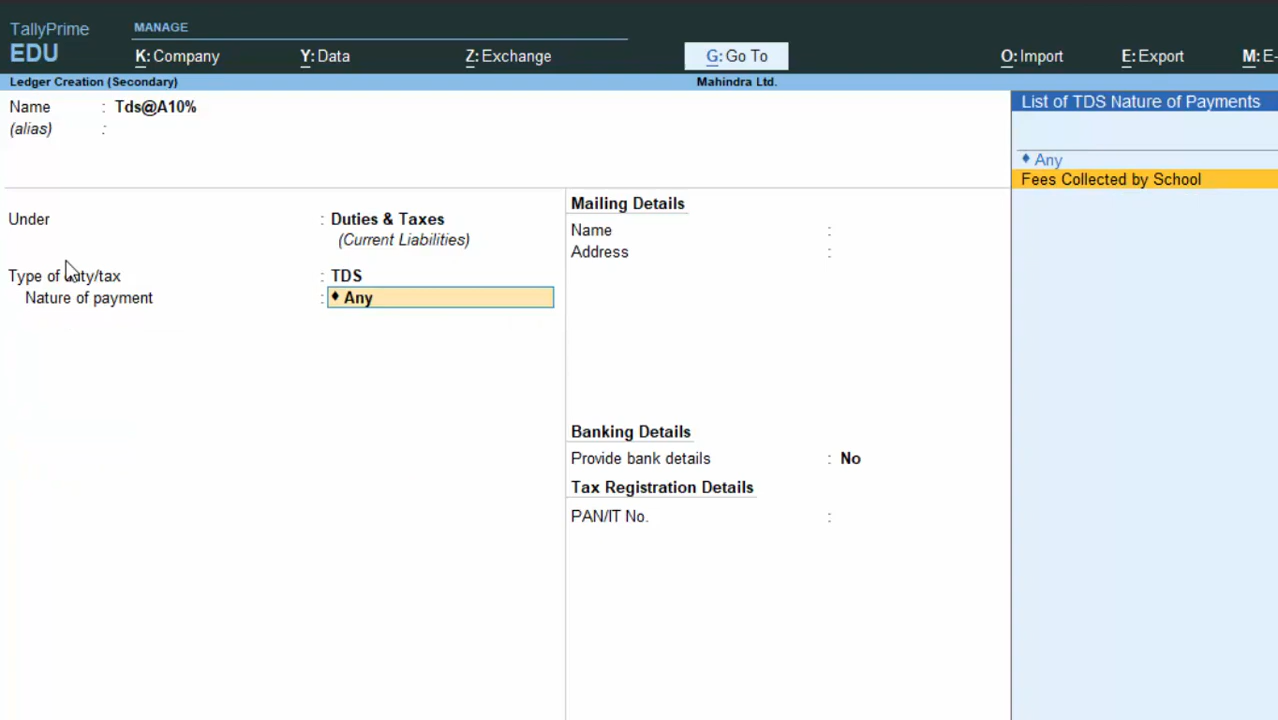 TallyPrime
EDU
MANAGE
K: Company
Y: Data
Z: Exchange
G: Go To
O: Import
E: Export
M: E-
Ledger Creation (Secondary)
Mahindra Ltd.
Name : Tds@A10%
(alias) :
Under : Duties & Taxes
(Current Liabilities)
Type of duty/tax : TDS
Nature of payment : ♦ Any
Mailing Details
Name :
Address :
Banking Details
Provide bank details : No
Tax Registration Details
PAN/IT No. :
List of TDS Nature of Payments
♦ Any
Fees Collected by School